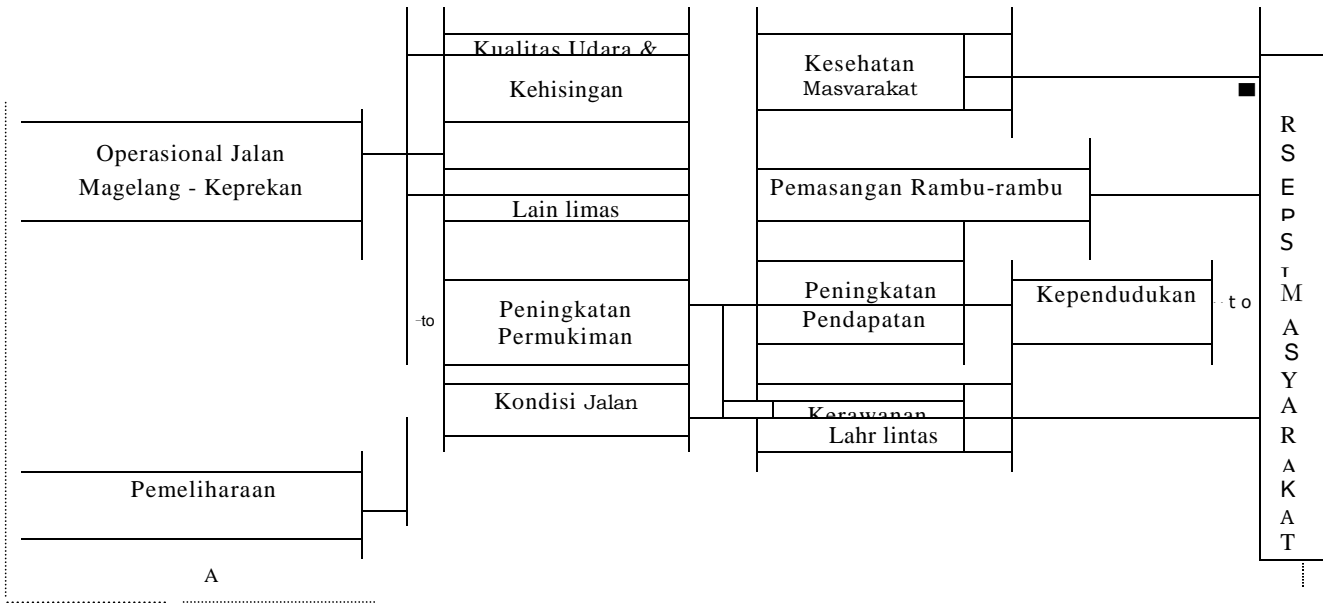 Kualitas Udara &
Kehisingan
Kesehatan
Masvarakat
Operasional Jalan
Magelang - Keprekan
Pemasangan Rambu-rambu
Lain limas
Peningkatan
Permukiman
Peningkatan
Pendapatan
Kependudukan
to
to
Kondisi Jalan
Kerawanan
Lahr lintas
Pemeliharaan
A
R
S
E
P
S
I
M
A
S
Y
A
R
A
K
A
T